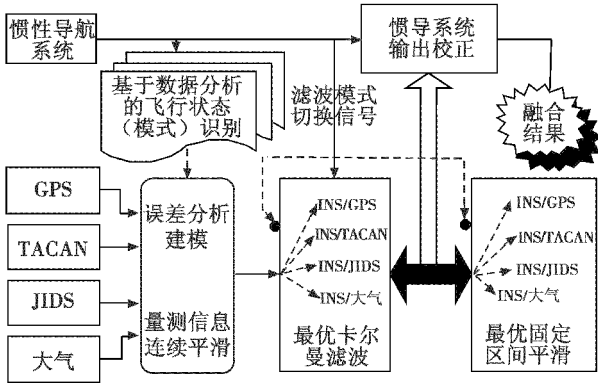 惯性导航
系统
惯导系统
输出校正
基于数据分析
的飞行状态
（模式）识别
滤波模式
切换信号
融合
结果
GPS
TACAN
JIDS
大气
误差分析
建模
量测信息
连续平滑
INS/GPS
INS/TACAN
INS/JIDS
INS/大气
最优卡尔
曼滤波
INS/GPS
INS/TACAN
INS/JIDS
INS/大气
最优固定
区间平滑